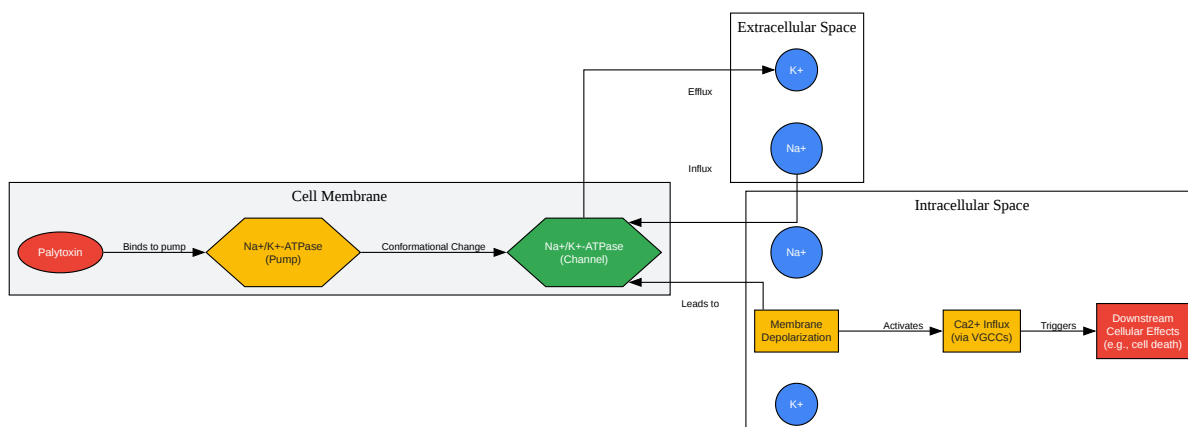 Extracellular Space
K+
Efflux
Na+
Influx
Cell Membrane
Palytoxin
Binds to pump
Na+/K+-ATPase
(Pump)
Conformational Change
Na+/K+-ATPase
(Channel)
Intracellular Space
Na+
Leads to
Membrane
Depolarization
Activates
Ca2+ Influx
(via VGCCs)
Triggers
Downstream
Cellular Effects
(e.g., cell death)
K+